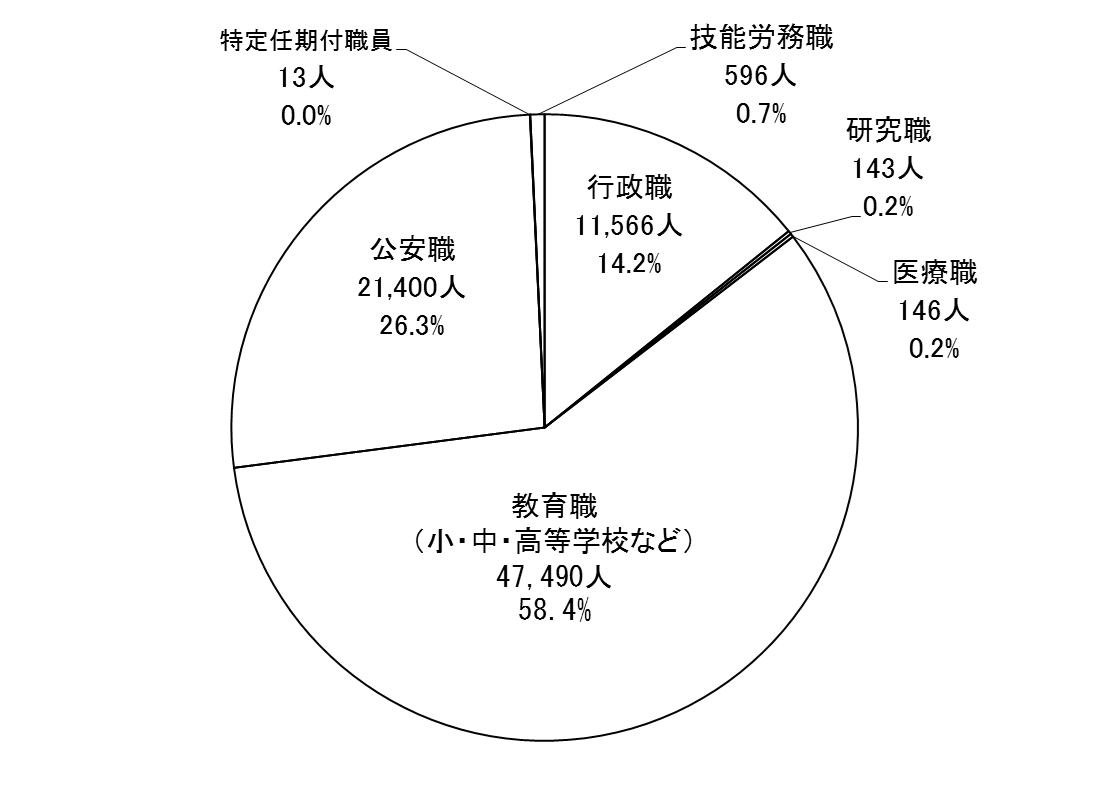 特定任期付職員
13人
0.0%
技能労務職
596人
0.7%
研究職
143人
0.2%
行政職
11,566人
14.2%
医療職
146人
0.2%
公安職
21,400人
26.3%
教育職
（小・中・高等学校など）
47,490人
58.4%